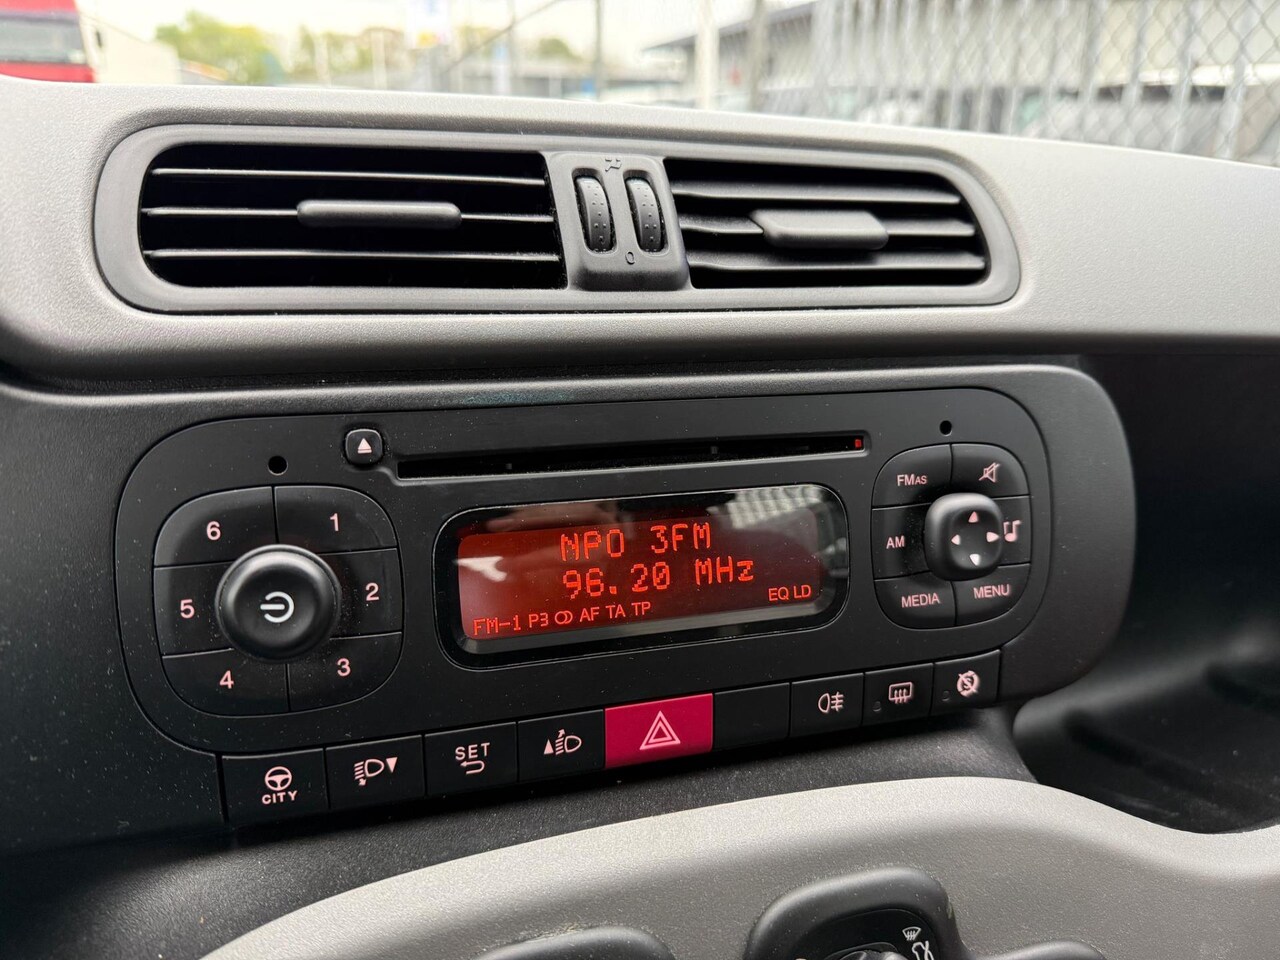 0
6 1
5 2
4 3
NPO 3FM
96.20 MHz
FM-1 P3 AF TA TP EQ LD
FMAS
AM
MEDIA
MENU
CITY
SET